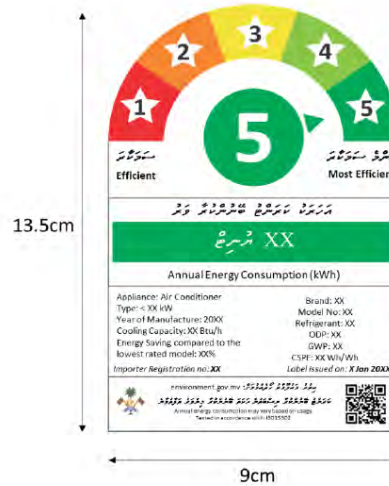 1 2 3 4 5
5
ސަމަކާރަ
Efficient
Most Efficien
13.5cm
އަހަރަކު ކަރަންޓު ބޭނުންކުރާ ވަރު
XX ޔުނިޓް
Annual Energy Consumption (kWh)
Appliance: Air Conditioner
Type: < XX kW
Year of Manufacture: 20XX
Cooling Capacity: XX Btu/h
Energy Saving compared to the
lowest rated model: XX%
Importer Registration no: XX
Brand: XX
Model No: XX
Refrigerant: XX
ODP: XX
GWP: XX
CSPF: XX Wh/Wh
Label issued on: X Jan 20XX
environment.gov.mv
Annual energy consumption may vary based on usage
9cm